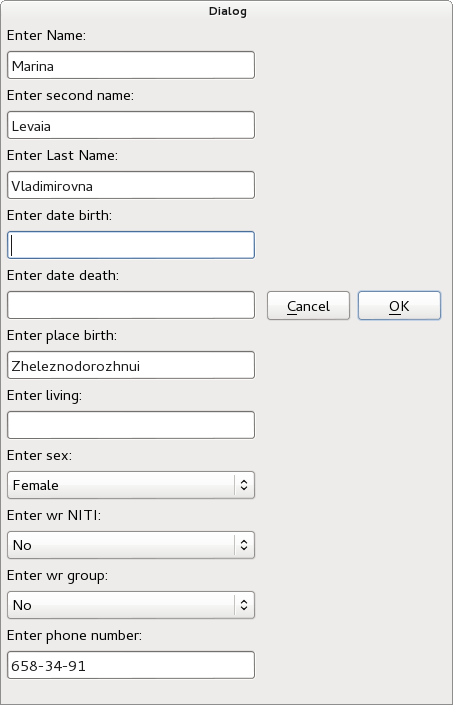 Dialog
Enter Name:
Marina
Enter second name:
Levaia
Enter Last Name:
Vladimirovna
Enter date birth:
Enter date death:
Cancel OK
Enter place birth:
Zheleznodorozhnui
Enter living:
Enter sex:
Female
Enter wr NITI:
No
Enter wr group:
No
Enter phone number:
658-34-91